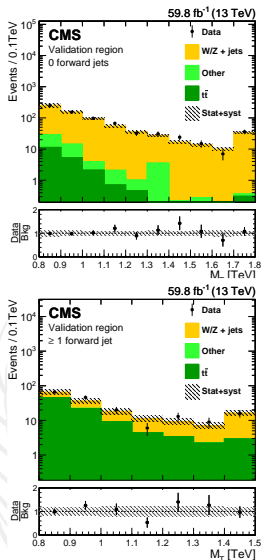 59.8 fb⁻¹ (13 TeV)
CMS
Validation region
0 forward jets
Data
W/Z + jets
Other
tt̄
Stat+syst
Events / 0.1TeV
10⁵
10⁴
10³
10²
10
1
Data
Bkg
2
1
0
0.8 0.9 1 1.1 1.2 1.3 1.4 1.5 1.6 1.7 1.8
M_T [TeV]
59.8 fb⁻¹ (13 TeV)
CMS
Validation region
≥ 1 forward jet
Data
W/Z + jets
Other
tt̄
Stat+syst
Events / 0.1TeV
10⁴
10³
10²
10
1
Data
Bkg
2
1
0
0.8 0.9 1 1.1 1.2 1.3 1.4 1.5
M_T [TeV]